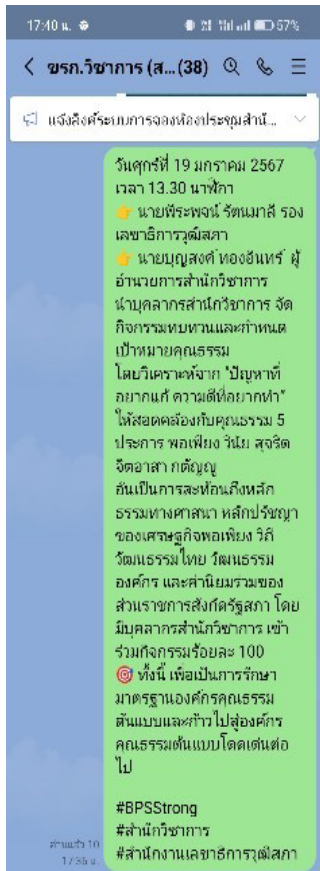 17:40 น.
57%
ขรก.วิชาการ (ส...(38)
แจ้งลิงค์ระบบการจองห้องประชุมสำนั...
วันศุกร์ที่ 19 มกราคม 2567
เวลา 13.30 นาฬิกา
👉 นายพีระพจน์ รัตนมาลี รอง
เลขาธิการวุฒิสภา
👉 นายบุญสงค์ ทองอินทร์ ผู้
อำนวยการสำนักวิชาการ
นำบุคลากรสำนักวิชาการ จัด
กิจกรรมทบทวนและกำหนด
เป้าหมายคุณธรรม
โดยวิเคราะห์จาก "ปัญหาที่
อยากแก้ ความดีที่อยากทำ"
ให้สอดคล้องกับคุณธรรม 5
ประการ พอเพียง วินัย สุจริต
จิตอาสา กตัญญู
อันเป็นการสะท้อนถึงหลัก
ธรรมทางศาสนา หลักปรัชญา
ของเศรษฐกิจพอเพียง วิถี
วัฒนธรรมไทย วัฒนธรรม
องค์กร และค่านิยมร่วมของ
ส่วนราชการสังกัดรัฐสภา โดย
มีบุคลากรสำนักวิชาการ เข้า
ร่วมกิจกรรมร้อยละ 100
🎯 ทั้งนี้ เพื่อเป็นการรักษา
มาตรฐานองค์กรคุณธรรม
ต้นแบบและก้าวไปสู่องค์กร
คุณธรรมต้นแบบโดดเด่นต่อ
ไป
#BPSStrong
#สำนักวิชาการ
#สำนักงานเลขาธิการวุฒิสภา
อ่านแล้ว 10
17:36 น.